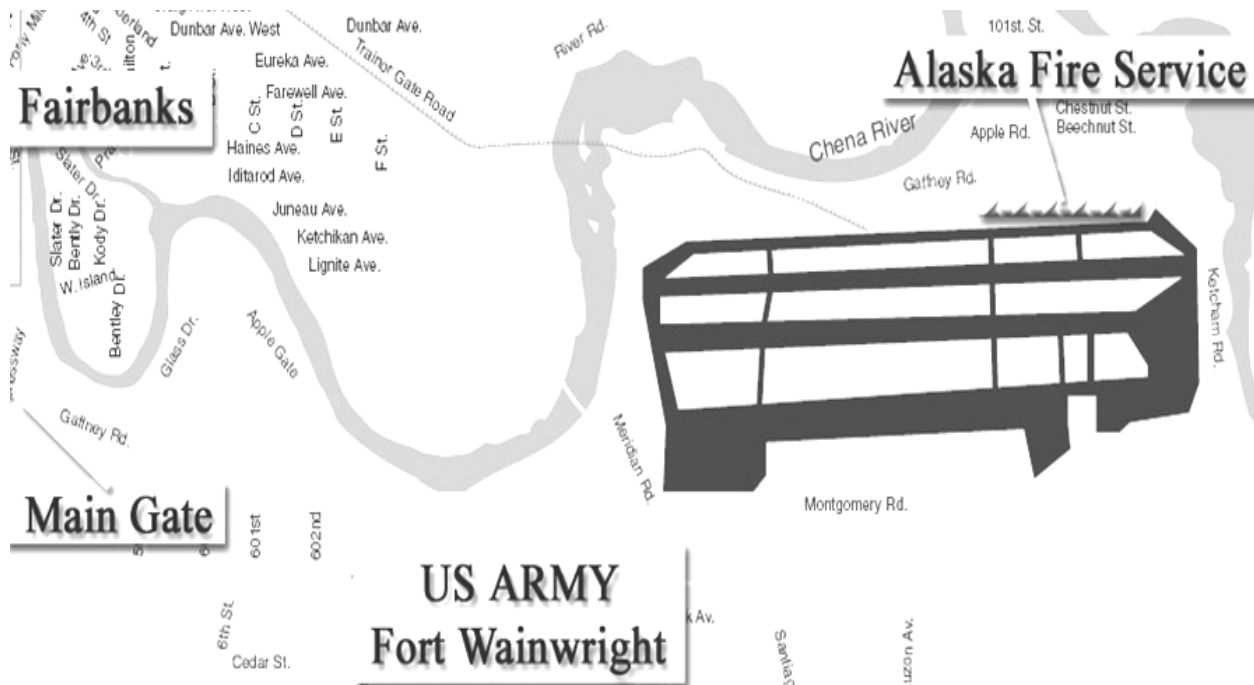 Dunbar Ave. West
Dunbar Ave.
River Rd.
101st. St.
4th St
Eureka Ave.
Trainor Gate Road
Alaska Fire Service
Fairbanks
Farewell Ave.
C St.
D St.
E St.
F St.
Chestnut St.
Beechnut St.
Chena River
Apple Rd.
Haines Ave.
Iditarod Ave.
Gaffney Rd.
Slater Dr.
Juneau Ave.
Slater Dr.
Bently Dr.
Kody Dr.
Ketchikan Ave.
Lignite Ave.
W. Island
Bentley Dr.
Glass Dr.
Apple Gate
Ketcham Rd.
Gaffney Rd.
Meridian Rd.
Main Gate
Montgomery Rd.
601st
602nd
US ARMY
Fort Wainwright
6th St.
Cedar St.